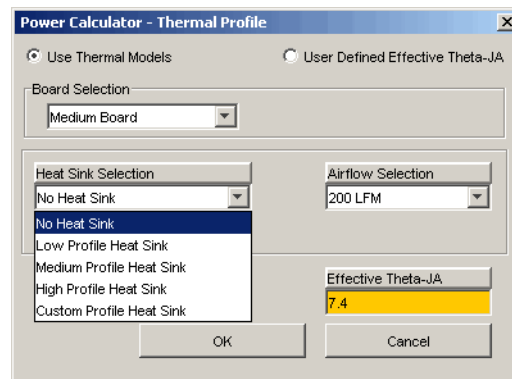 Power Calculator - Thermal Profile
Use Thermal Models
User Defined Effective Theta-JA
Board Selection
Medium Board
Heat Sink Selection
Airflow Selection
No Heat Sink
200 LFM
No Heat Sink
Low Profile Heat Sink
Medium Profile Heat Sink
High Profile Heat Sink
Custom Profile Heat Sink
Effective Theta-JA
7.4
OK
Cancel